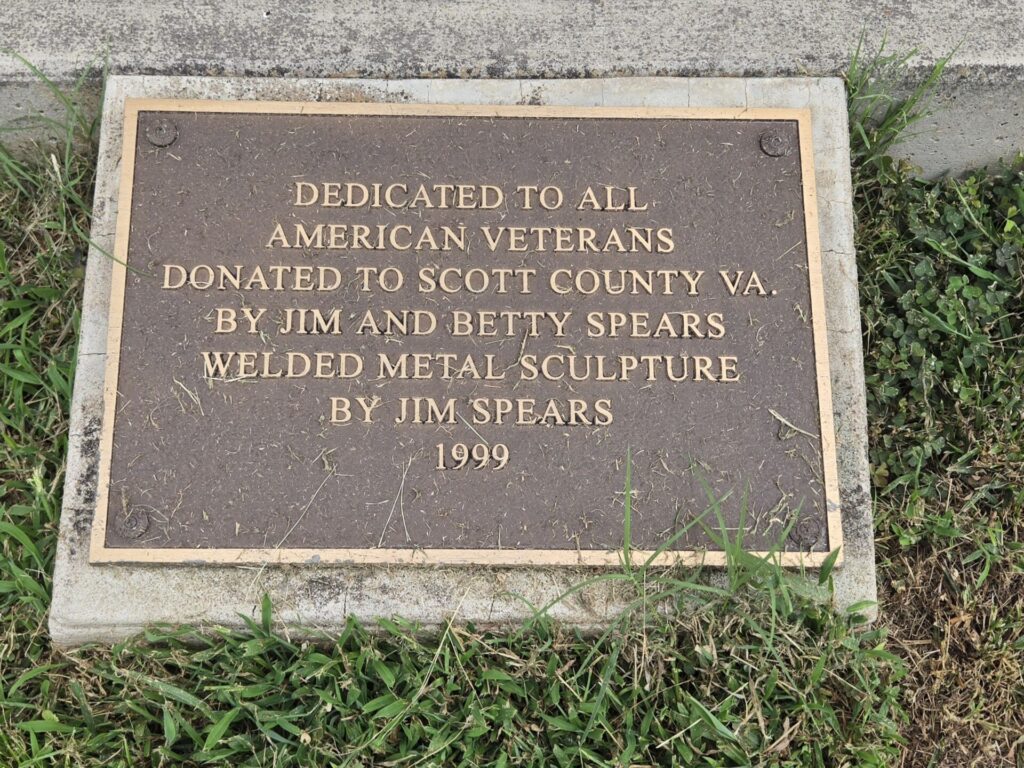 DEDICATED TO ALL
AMERICAN VETERANS
DONATED TO SCOTT COUNTY VA.
BY JIM AND BETTY SPEARS
WELDED METAL SCULPTURE
BY JIM SPEARS
1999